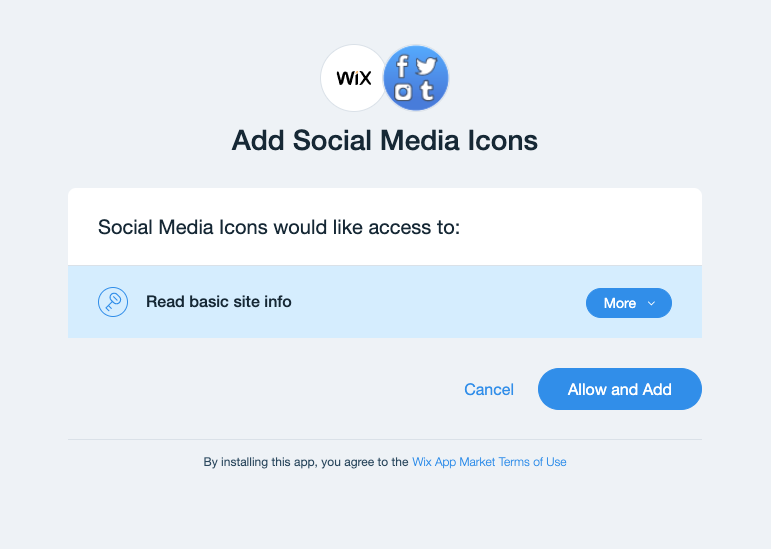 WiX
Add Social Media Icons
Social Media Icons would like access to:
Read basic site info
More
Cancel
Allow and Add
By installing this app, you agree to the Wix App Market Terms of Use